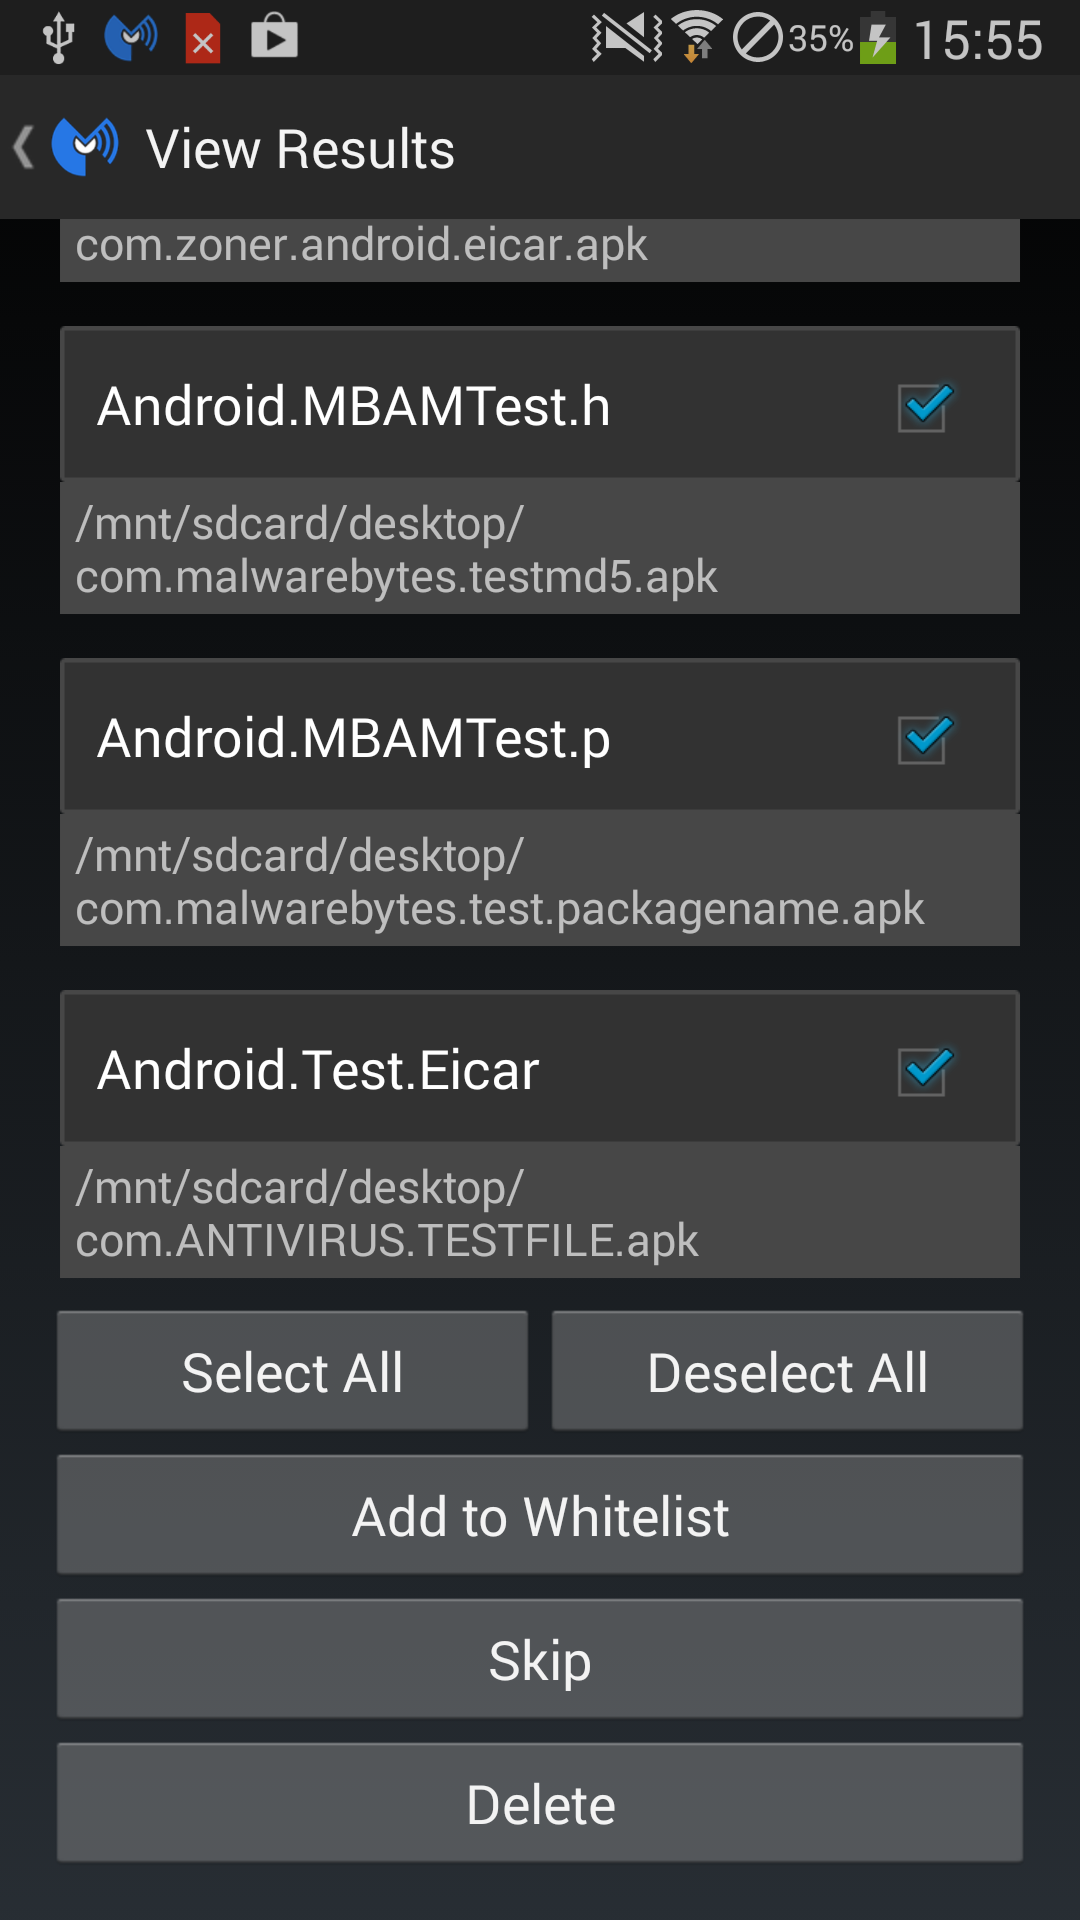 35% 15:55
View Results
com.zoner.android.eicar.apk
Android.MBAMTest.h
/mnt/sdcard/desktop/
com.malwarebytes.testmd5.apk
Android.MBAMTest.p
/mnt/sdcard/desktop/
com.malwarebytes.test.packagename.apk
Android.Test.Eicar
/mnt/sdcard/desktop/
com.ANTIVIRUS.TESTFILE.apk
Select All Deselect All
Add to Whitelist
Skip
Delete